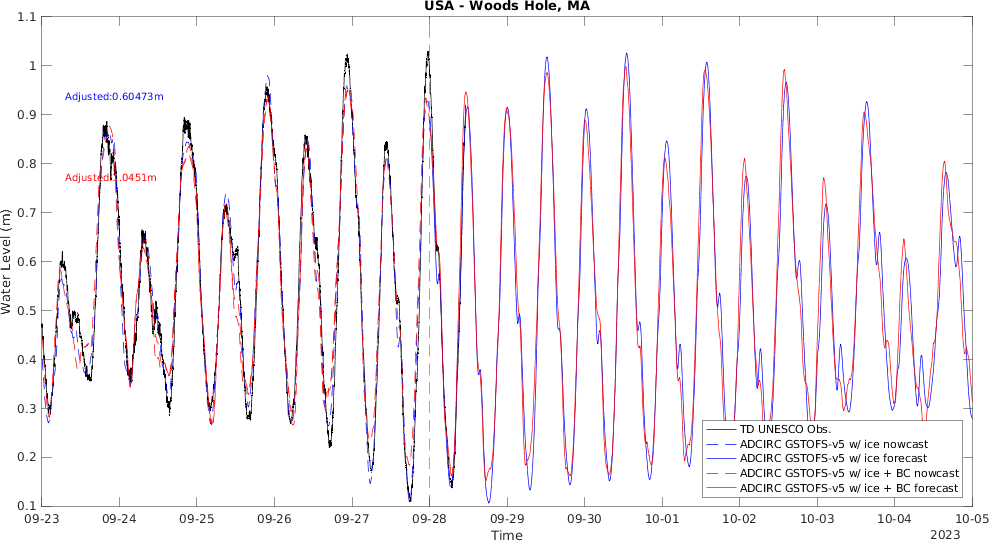 USA - Woods Hole, MA
1.1
1
0.9
0.8
0.7
0.6
0.5
0.4
0.3
0.2
0.1
Water Level (m)
Adjusted:0.60473m
Adjusted:1.0451m
TD UNESCO Obs.
ADCIRC GSTOFS-v5 w/ ice nowcast
ADCIRC GSTOFS-v5 w/ ice forecast
ADCIRC GSTOFS-v5 w/ ice + BC nowcast
ADCIRC GSTOFS-v5 w/ ice + BC forecast
09-23 09-24 09-25 09-26 09-27 09-28 09-29 09-30 10-01 10-02 10-03 10-04 10-05
Time
2023